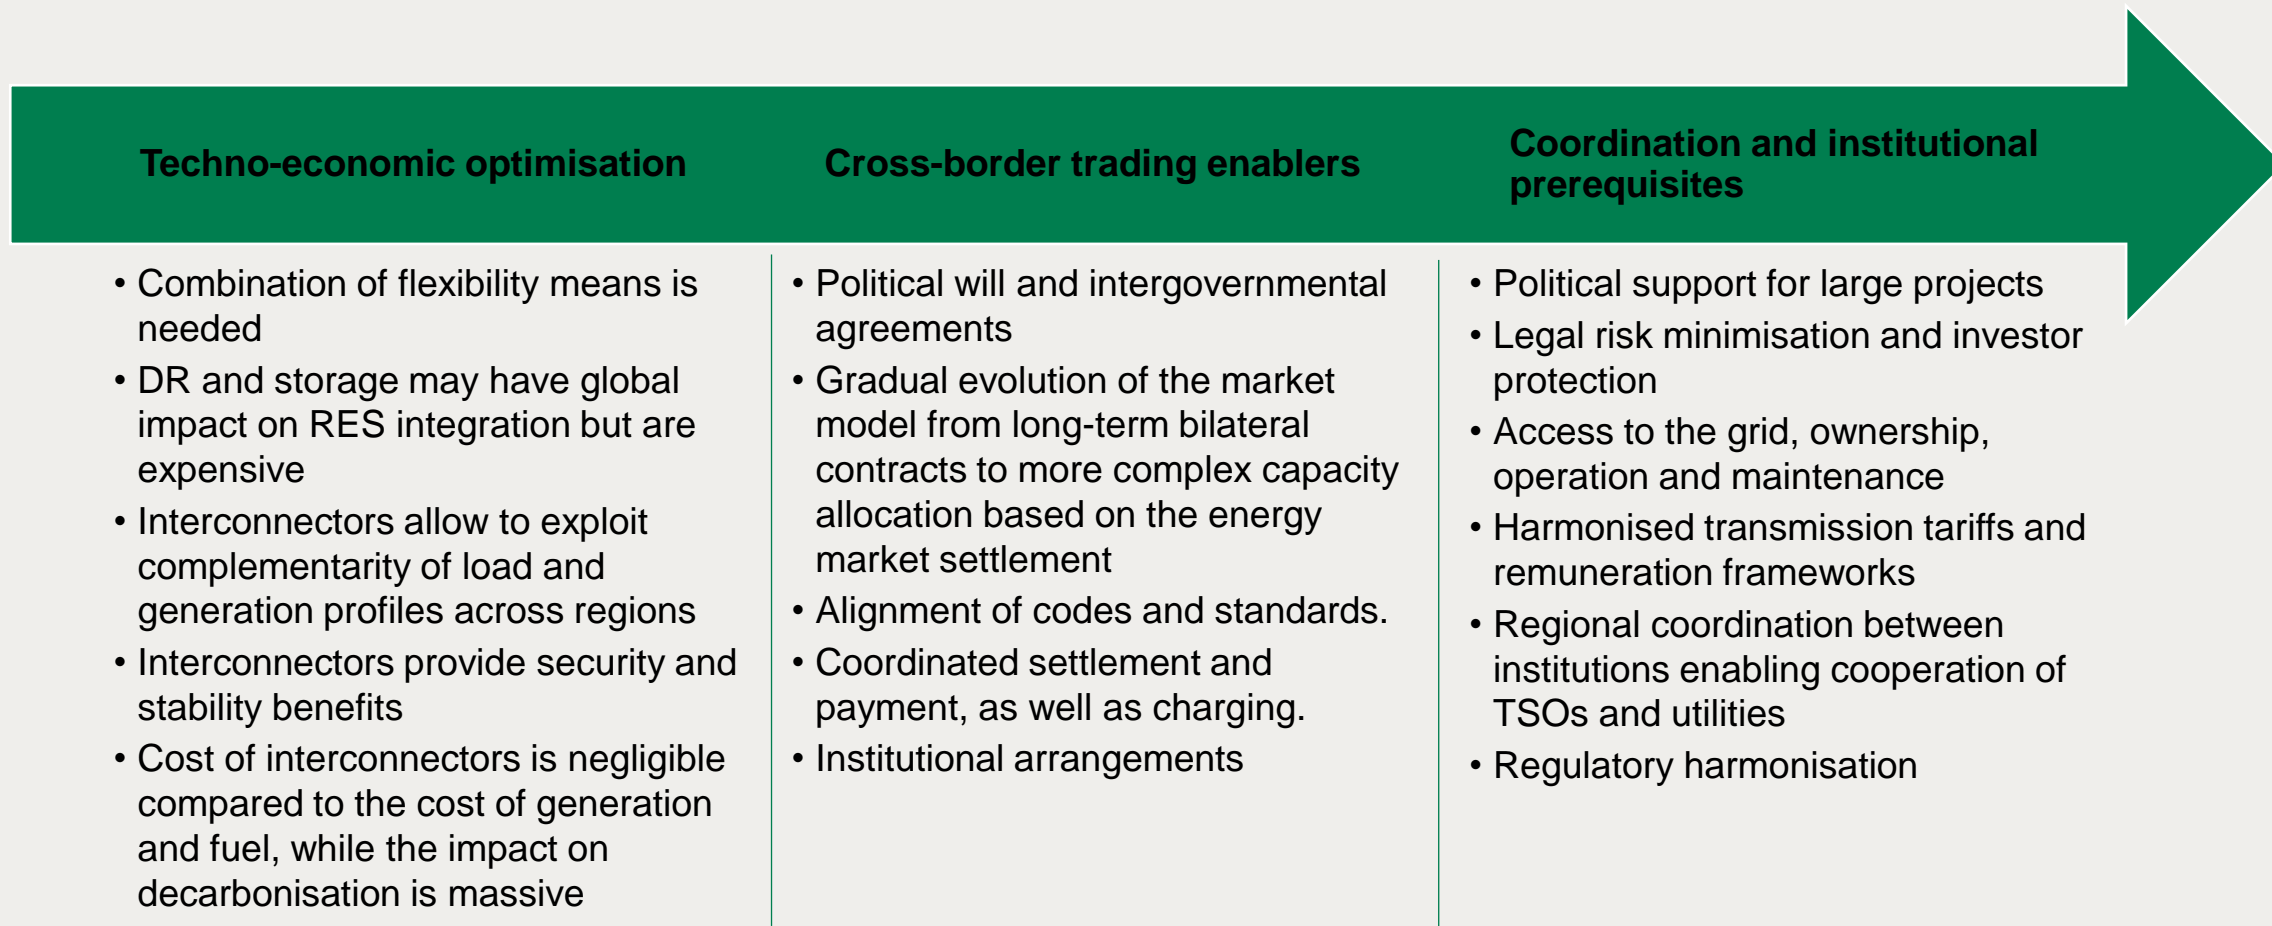 Techno-economic optimisation
Cross-border trading enablers
Coordination and institutional
prerequisites
• Combination of flexibility means is
needed
• DR and storage may have global
impact on RES integration but are
expensive
• Interconnectors allow to exploit
complementarity of load and
generation profiles across regions
• Interconnectors provide security and
stability benefits
• Cost of interconnectors is negligible
compared to the cost of generation
and fuel, while the impact on
decarbonisation is massive
• Political will and intergovernmental
agreements
• Gradual evolution of the market
model from long-term bilateral
contracts to more complex capacity
allocation based on the energy
market settlement
• Alignment of codes and standards.
• Coordinated settlement and
payment, as well as charging.
• Institutional arrangements
• Political support for large projects
• Legal risk minimisation and investor
protection
• Access to the grid, ownership,
operation and maintenance
• Harmonised transmission tariffs and
remuneration frameworks
• Regional coordination between
institutions enabling cooperation of
TSOs and utilities
• Regulatory harmonisation